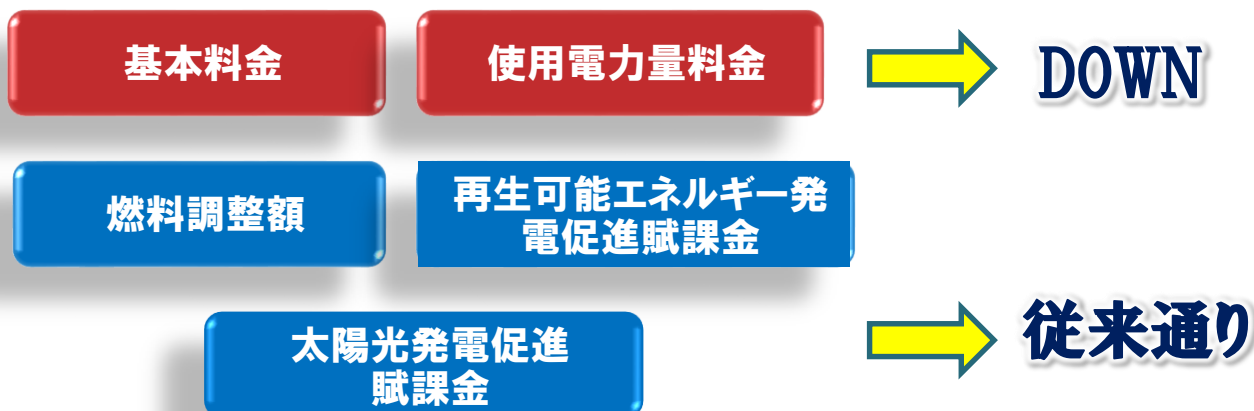 基本料金
使用電力量料金
DOWN
燃料調整額
再生可能エネルギー発
電促進賦課金
太陽光発電促進
賦課金
従来通り